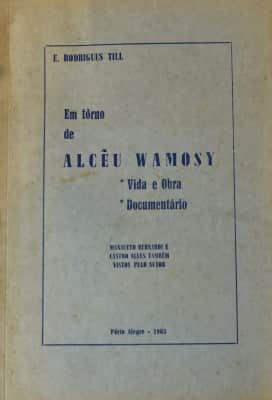 E. RODRIGUES TILL
Em tôrno
de
ALCÊU WAMOSY
* Vida e Obra
* Documentário
MANSUETO BERNARDI E
CASTRO ALVES TAMBÉM
VISTOS PELO AUTOR
Pôrto Alegre - 1963